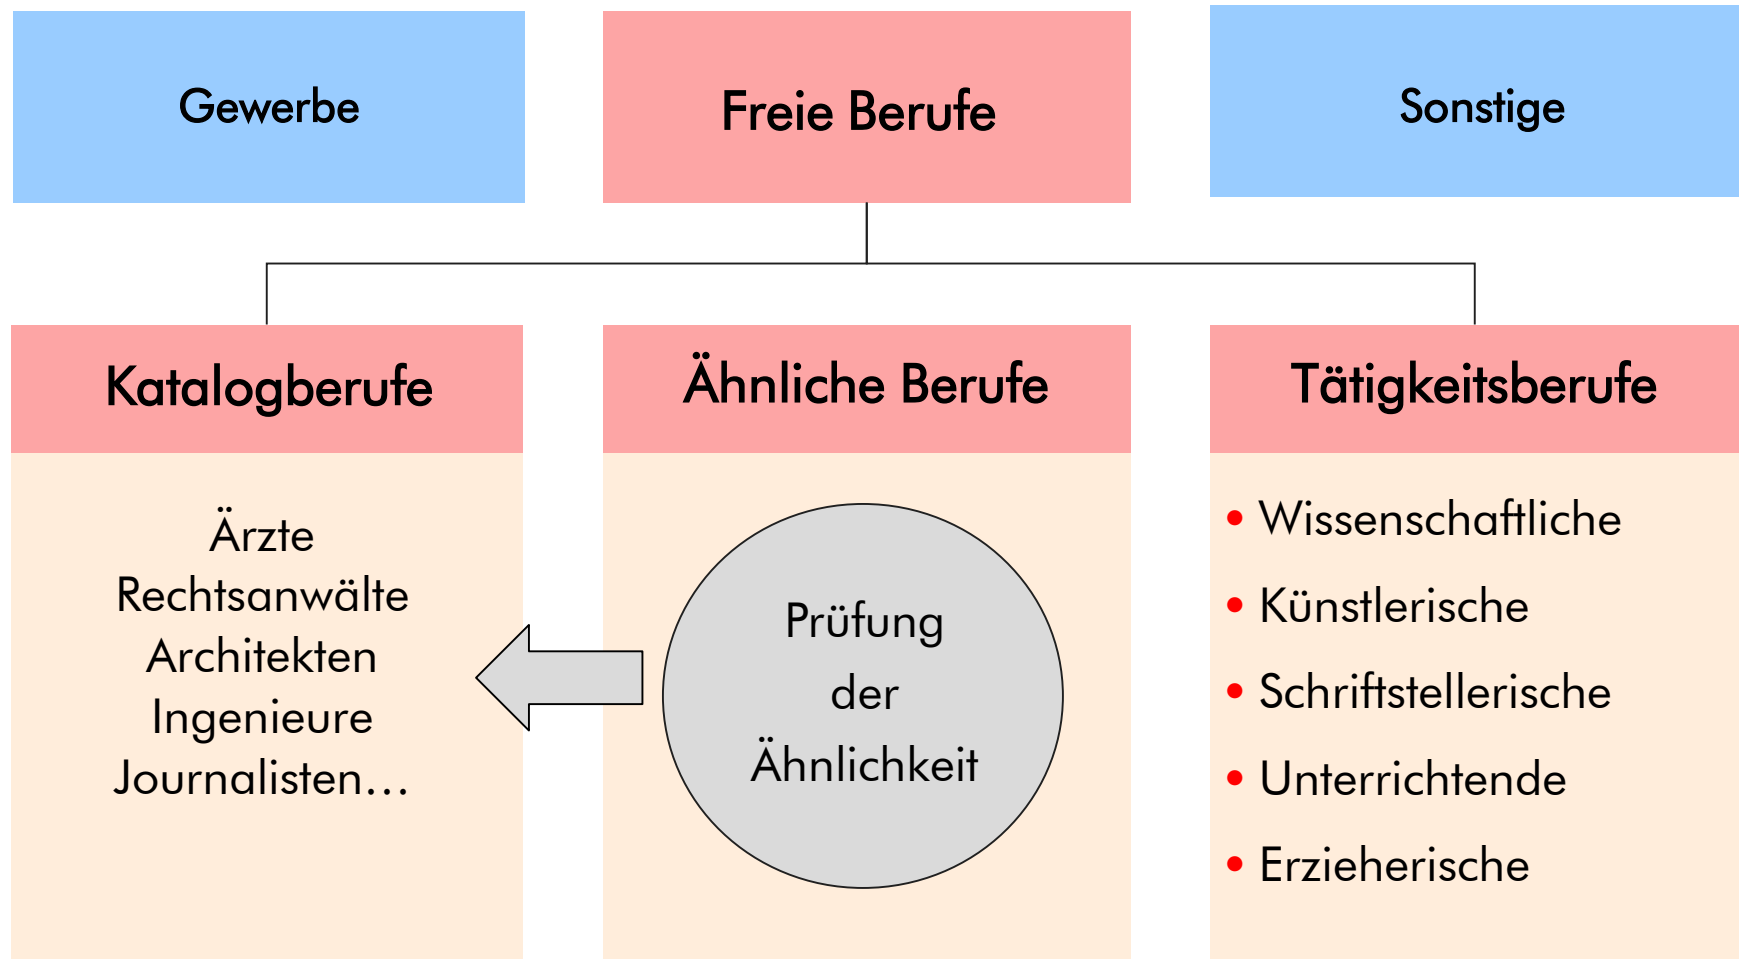 Gewerbe
Freie Berufe
Sonstige
Katalogberufe
Ähnliche Berufe
Tätigkeitsberufe
Ärzte
Rechtsanwälte
Architekten
Ingenieure
Journalisten...
Prüfung
der
Ähnlichkeit
• Wissenschaftliche
• Künstlerische
• Schriftstellerische
• Unterrichtende
• Erzieherische